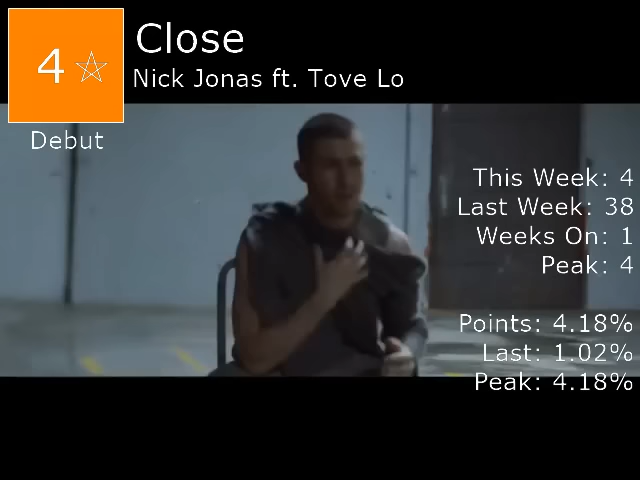 4 ☆
Close
Nick Jonas ft. Tove Lo
Debut
This Week: 4
Last Week: 38
Weeks On: 1
Peak: 4
Points: 4.18%
Last: 1.02%
Peak: 4.18%